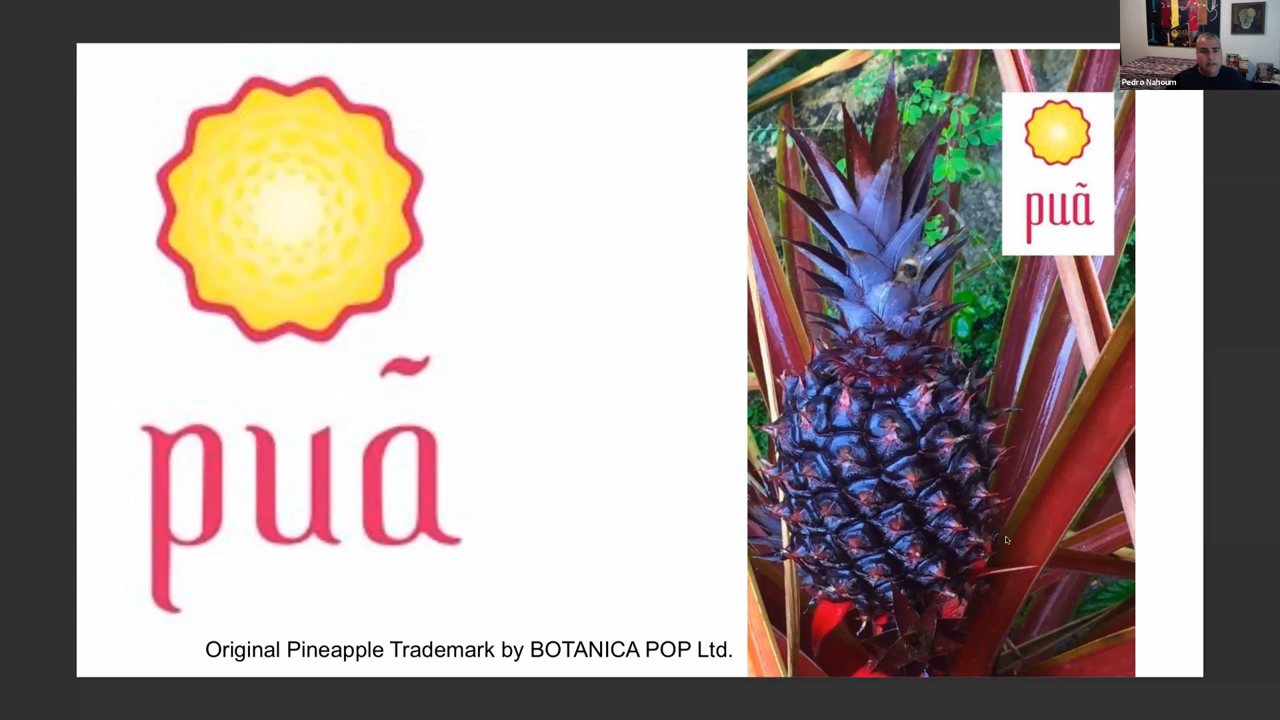 puã
Original Pineapple Trademark by BOTANICA POP Ltd.
puã
Pedro Nahoum